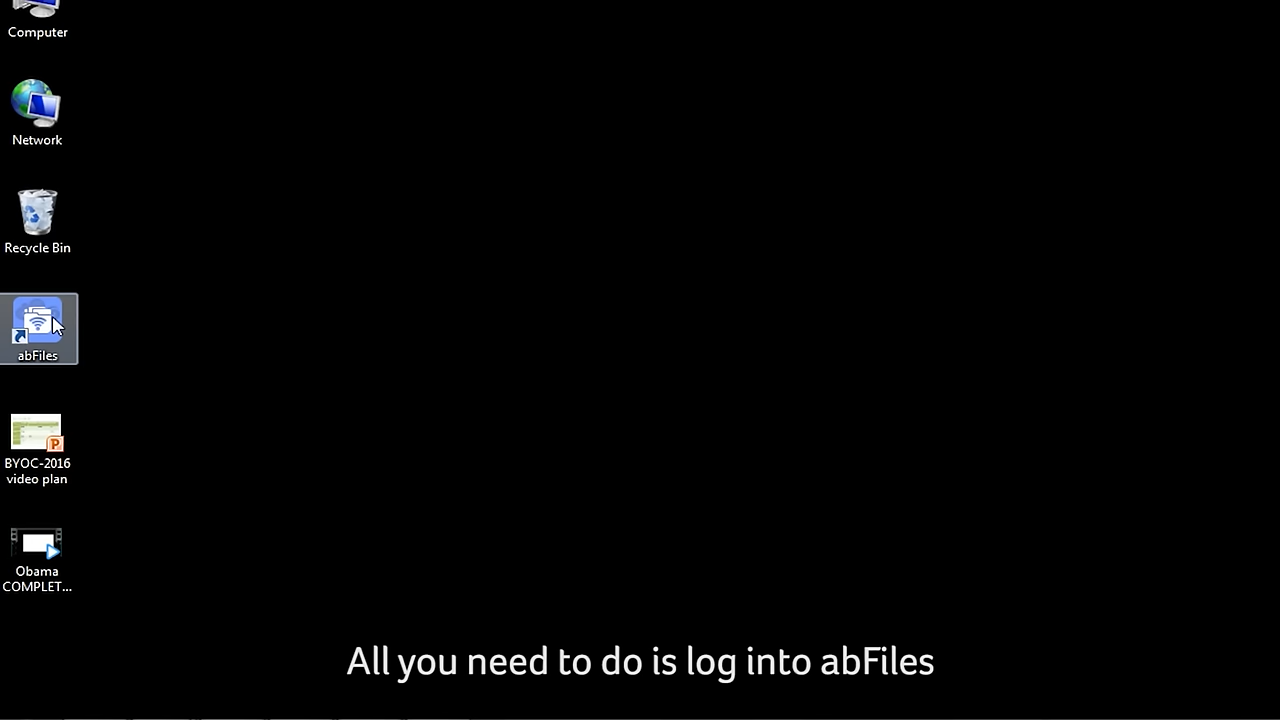 Computer
Network
Recycle Bin
abFiles
BYOC-2016
video plan
Obama
COMPLET...
All you need to do is log into abFiles